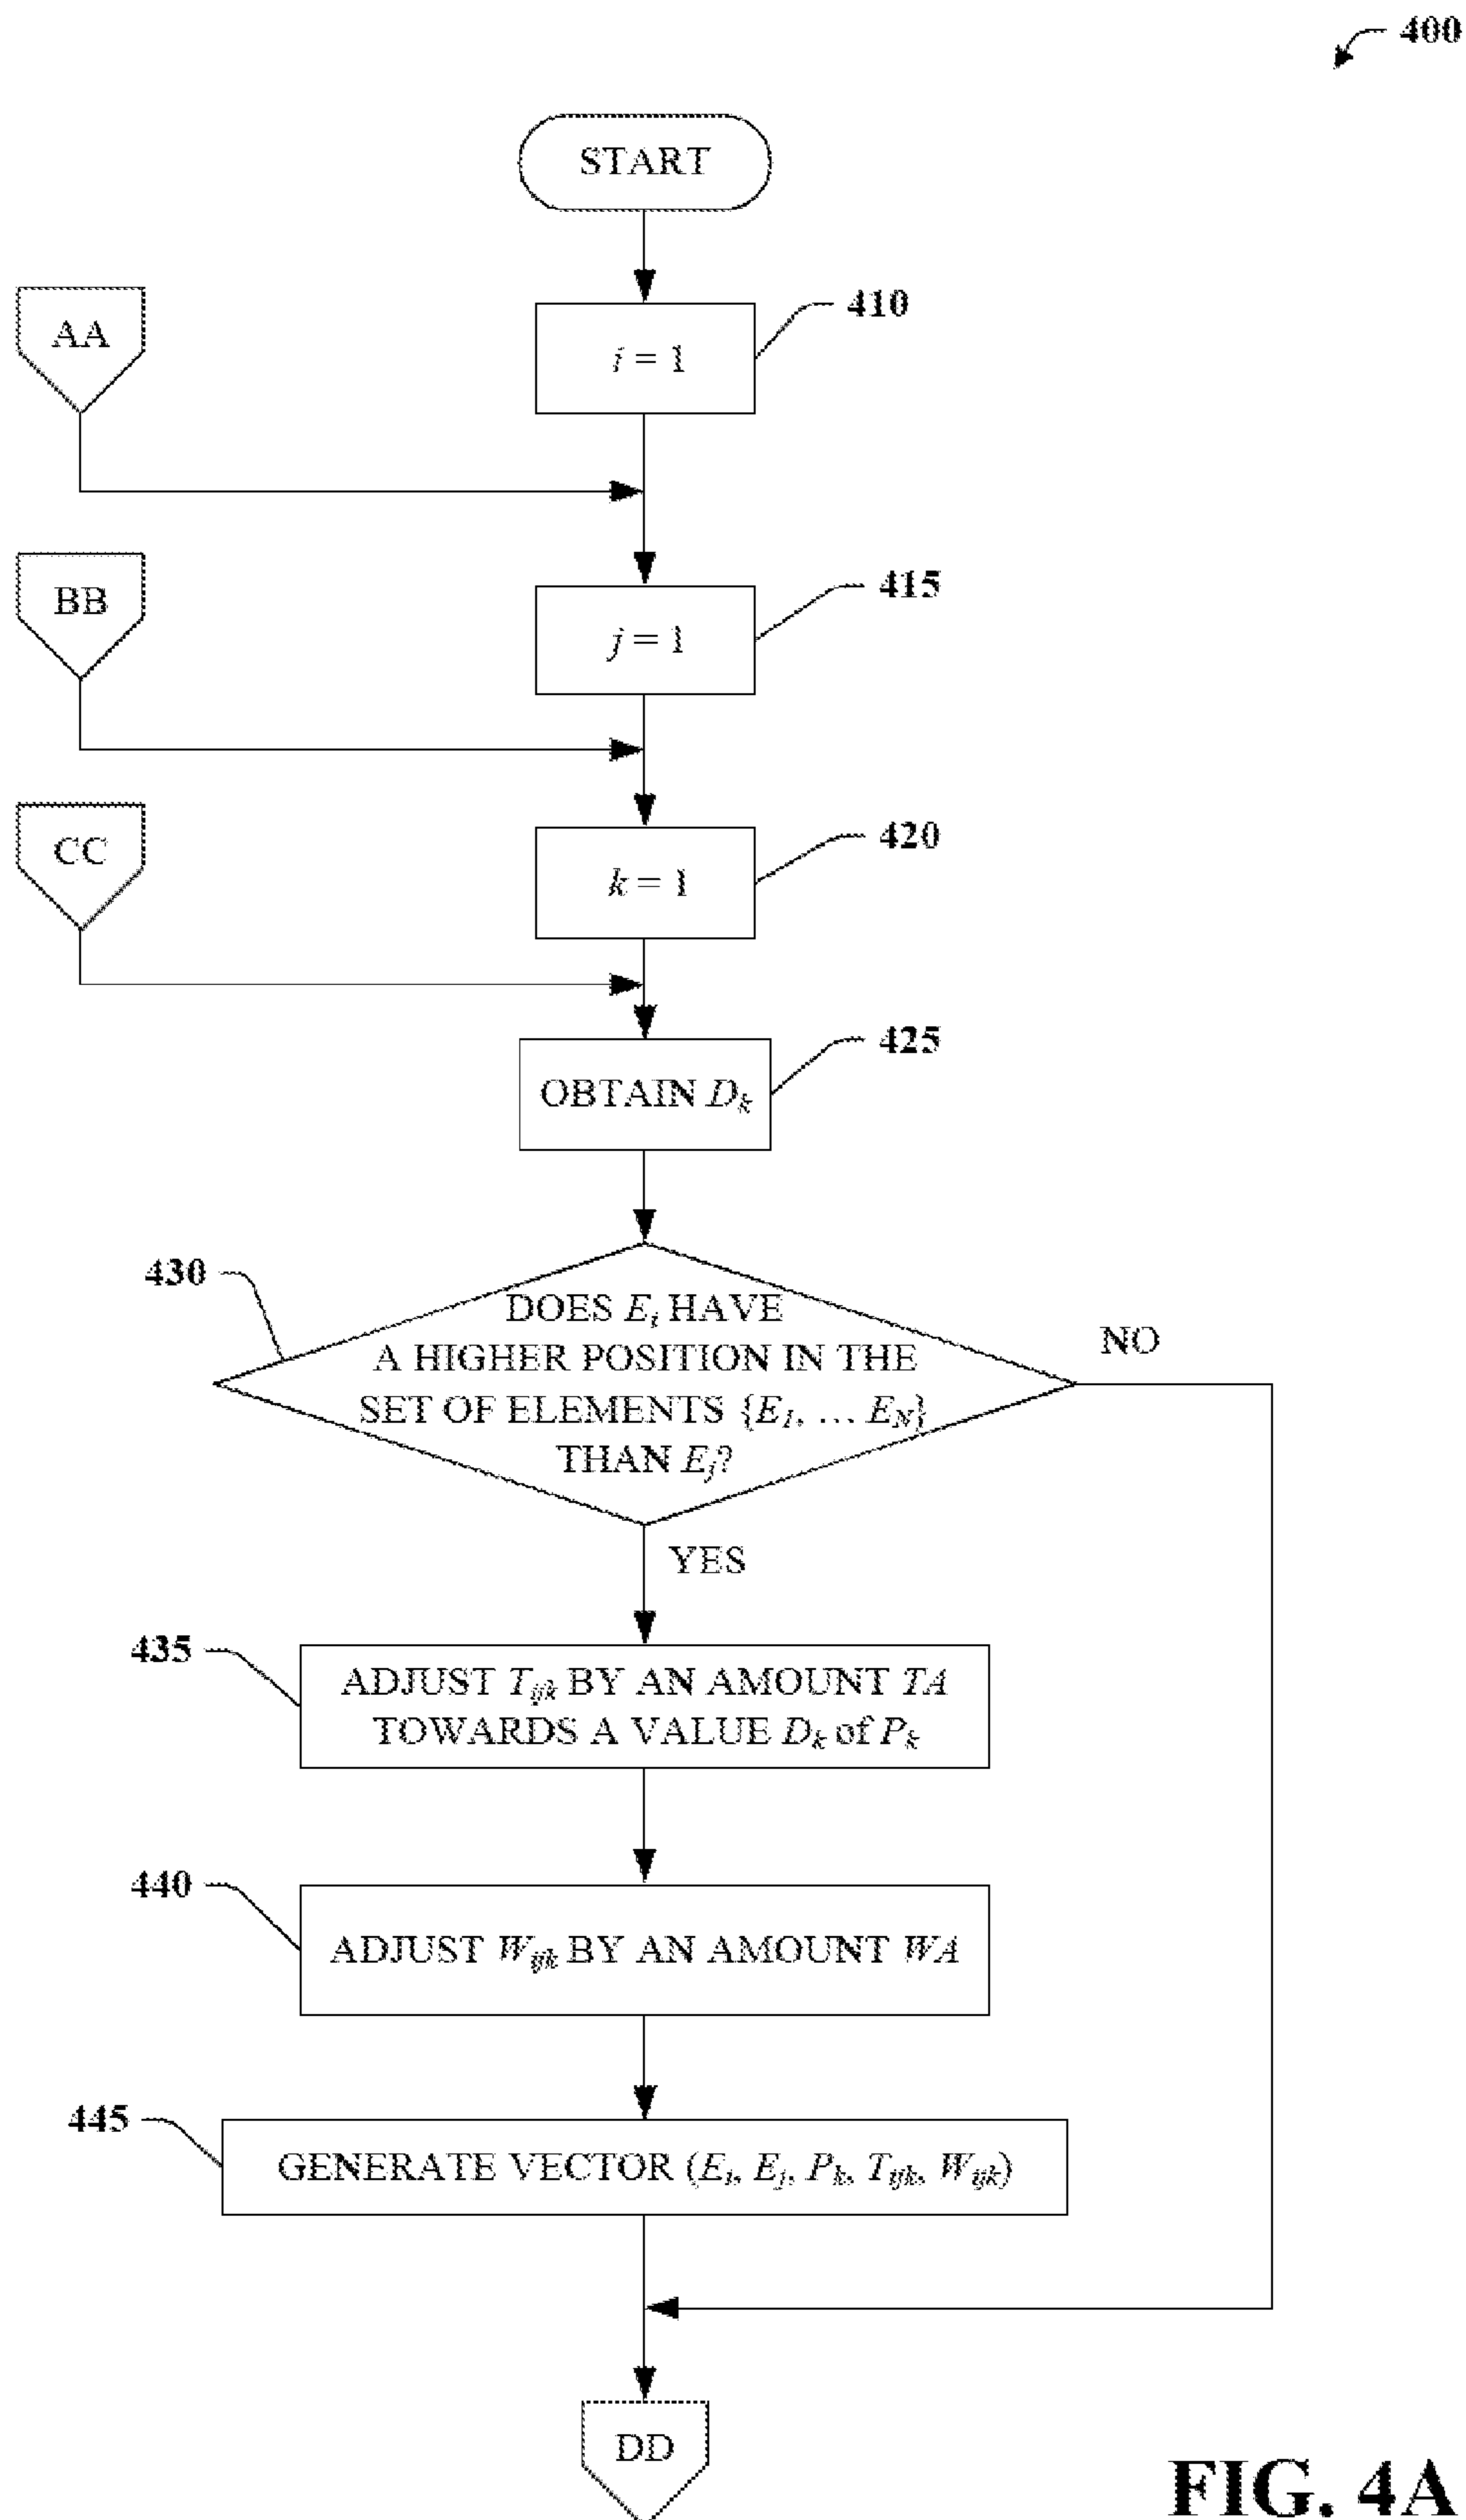 400
START
AA
410
i = 1
BB
415
j = 1
CC
420
k = 1
425
OBTAIN Dk
430
DOES Ei HAVE
A HIGHER POSITION IN THE
SET OF ELEMENTS {E1, … EN}
THAN Ej?
NO
YES
435
ADJUST Tijk BY AN AMOUNT TA
TOWARDS A VALUE Dk of Pk
440
ADJUST Wijk BY AN AMOUNT WA
445
GENERATE VECTOR (Ei, Ej, Pk, Tijk, Wijk)
DD
FIG. 4A